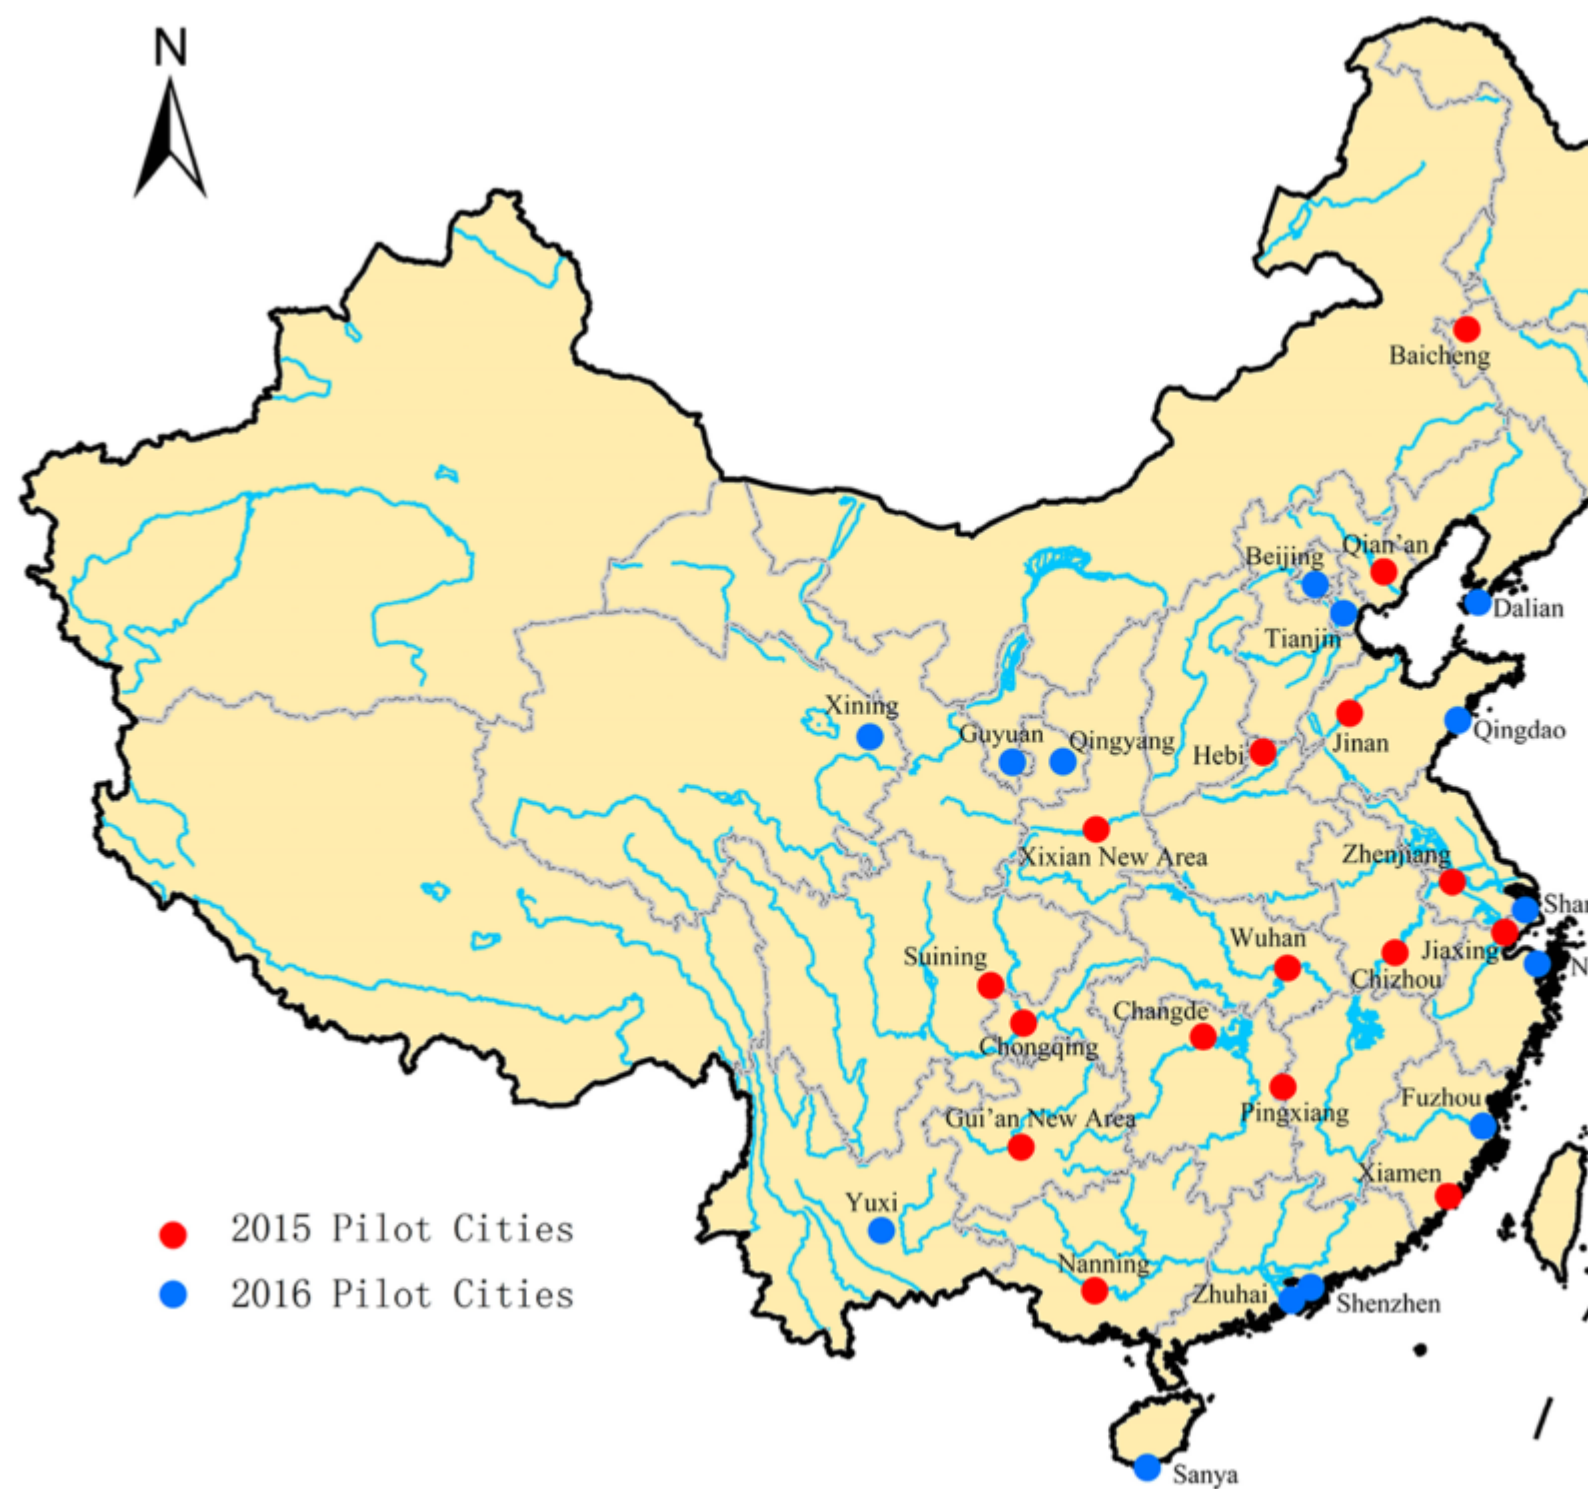 N
Baicheng
Qian'an
Beijing
Dalian
Tianjin
Xining
Guyuan
Qingyang
Qingdao
Jinan
Hebi
Zhenjiang
Xixian New Area
Shan
Wuhan
Jiaxing
Suining
Chizhou
N
Changde
Chongqing
Fuzhou
Pingxiang
Gui'an New Area
Xiamen
Yuxi
2015 Pilot Cities
Nanning
2016 Pilot Cities
Zhuhai
Shenzhen
Sanya